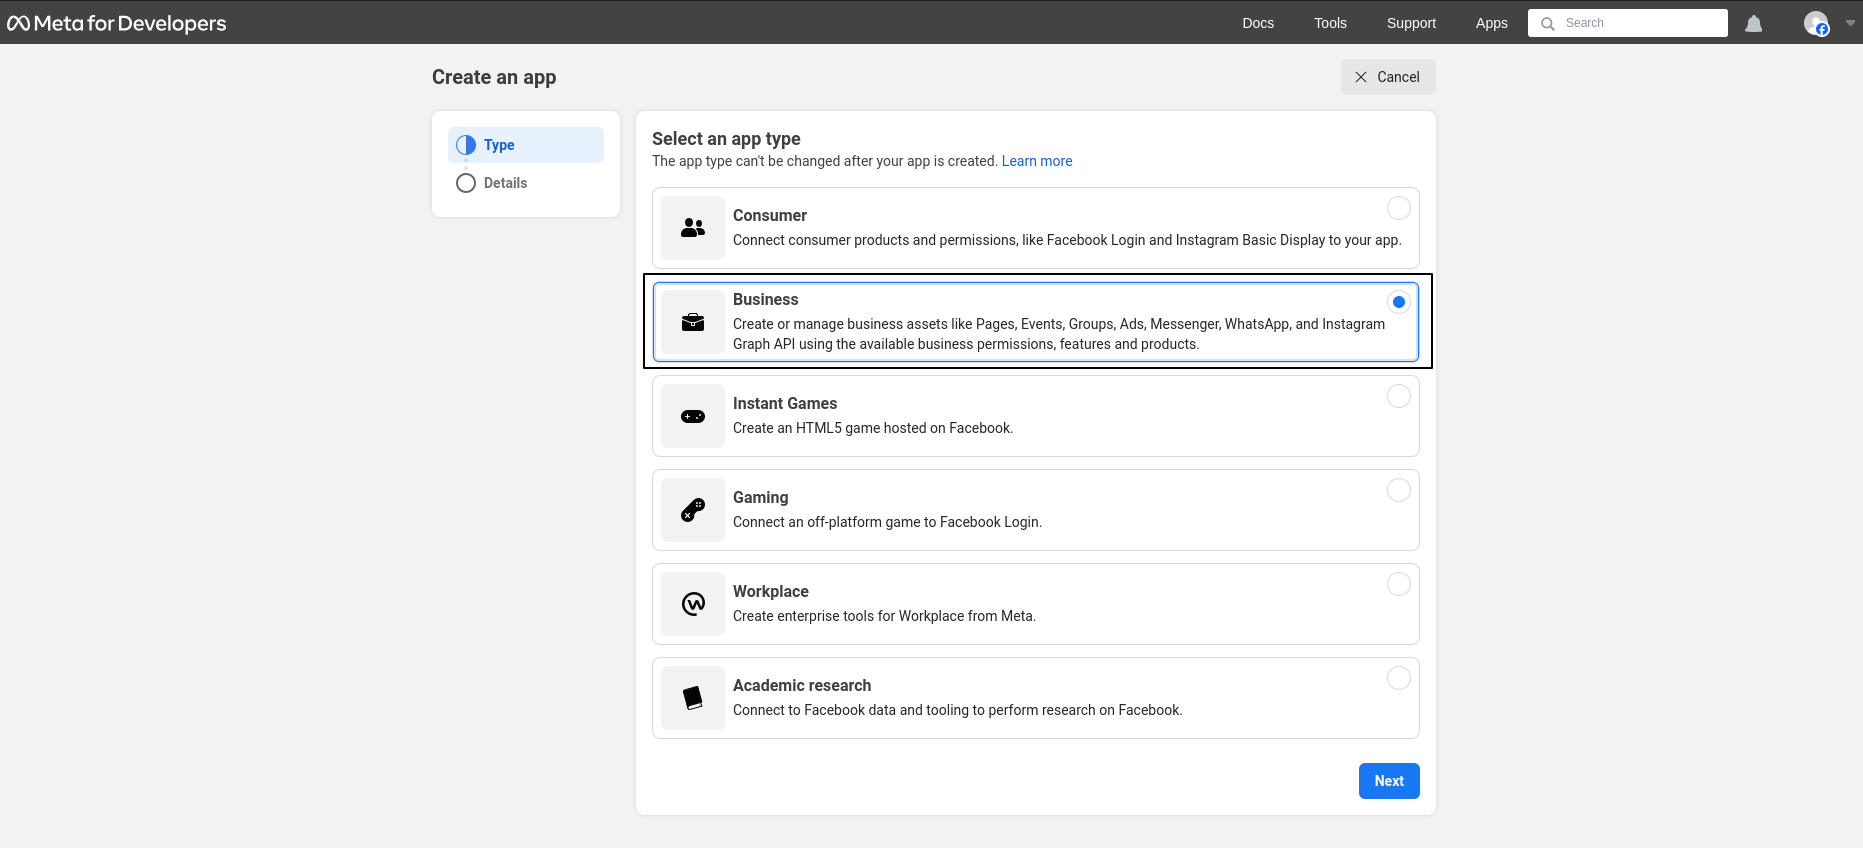 Meta for Developers
Docs
Tools
Support
Apps
Search
Create an app
Cancel
Type
Details
Select an app type
The app type can't be changed after your app is created. Learn more
Consumer
Connect consumer products and permissions, like Facebook Login and Instagram Basic Display to your app.
Business
Create or manage business assets like Pages, Events, Groups, Ads, Messenger, WhatsApp, and Instagram
Graph API using the available business permissions, features and products.
Instant Games
Create an HTML5 game hosted on Facebook.
Gaming
Connect an off-platform game to Facebook Login.
Workplace
Create enterprise tools for Workplace from Meta.
Academic research
Connect to Facebook data and tooling to perform research on Facebook.
Next